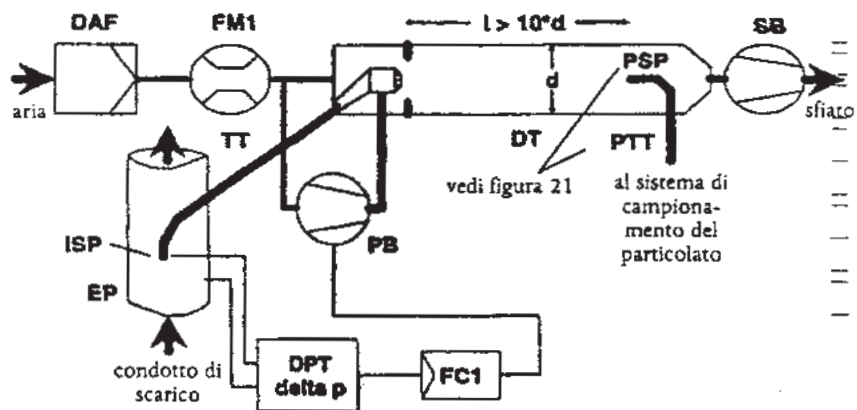 DAF
FM1
l > 10*d
SB
PSP
d
aria
sfiato
TT
DT
PTT
vedi figura 21
al sistema di
campiona-
mento del
particolato
ISP
PB
EP
condotto di
scarico
DPT
delta p
FC1